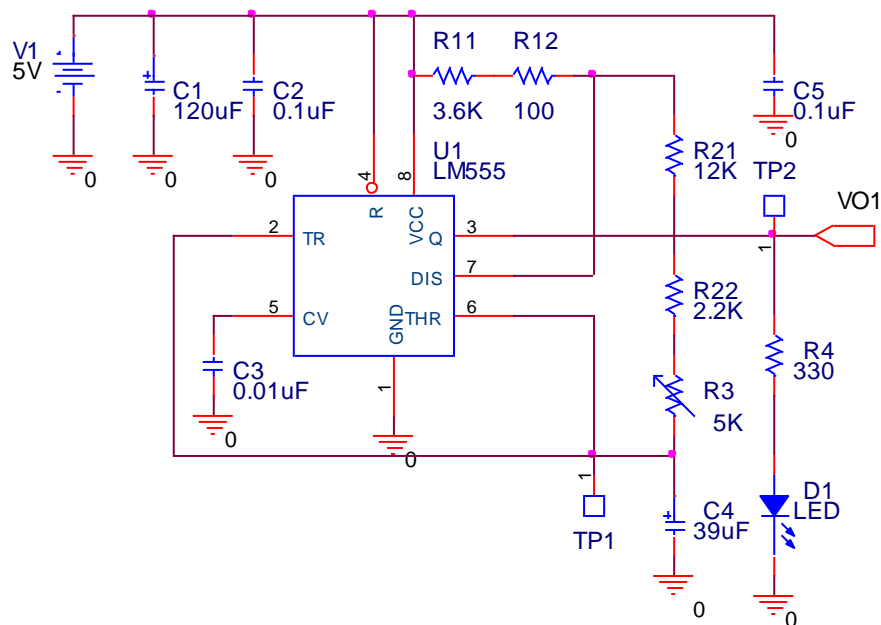 V1
5V
C1
120uF
C2
0.1uF
R11
3.6K
R12
100
C5
0.1uF
0
0
0
0
U1
LM555
R21
12K
TP2
VO1
4
8
R
VCC
2
TR
Q
3
1
DIS
7
5
CV
GND
THR
6
R22
2.2K
R4
330
C3
0.01uF
0
1
0
R3
5K
1
TP1
C4
39uF
0
D1
LED
0